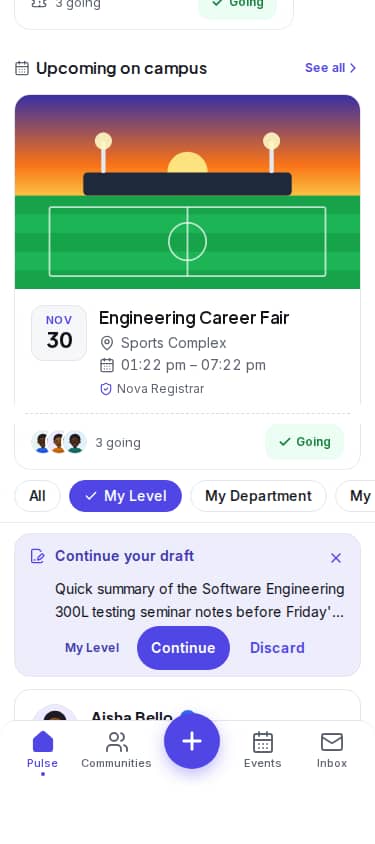 3 going
Going
Upcoming on campus
See all
NOV
30
Engineering Career Fair
Sports Complex
01:22 pm – 07:22 pm
Nova Registrar
3 going
Going
All
My Level
My Department
My
Continue your draft
Quick summary of the Software Engineering
300L testing seminar notes before Friday'...
My Level
Continue
Discard
Aisha Bello
Pulse
Communities
Events
Inbox